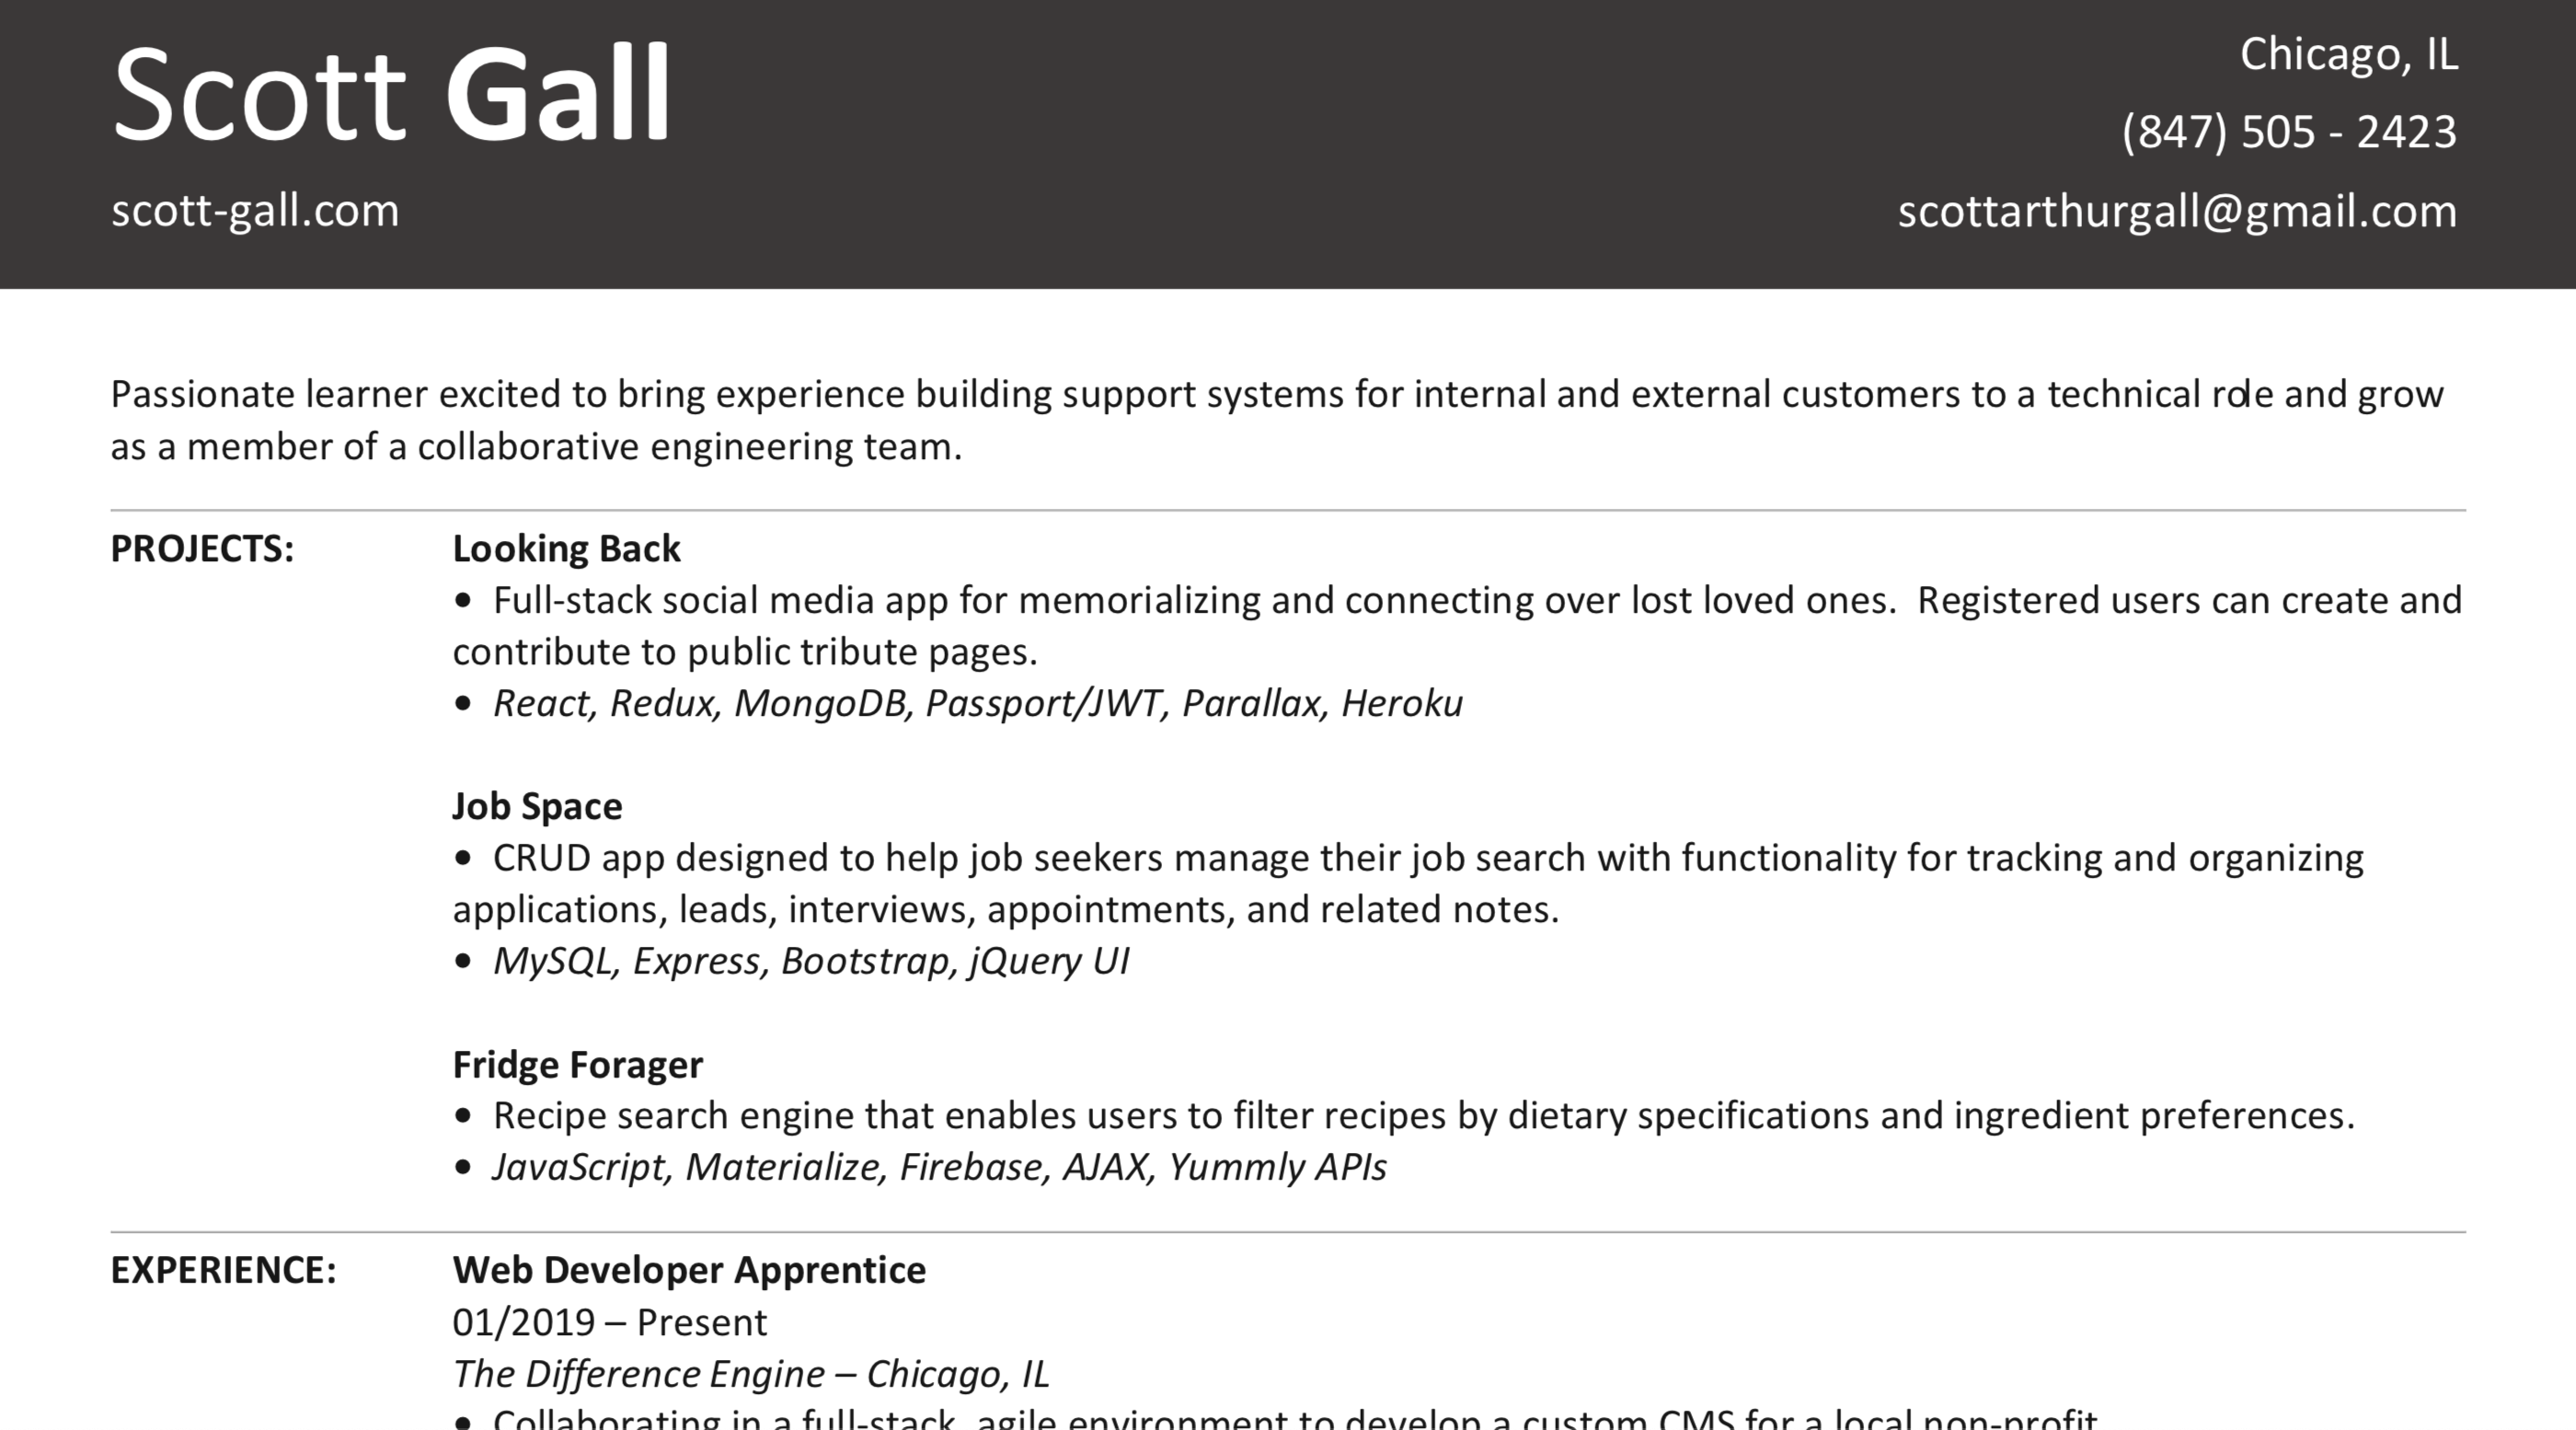 Scott Gall
Chicago, IL
(847) 505 - 2423
scott-gall.com
scottarthurgall@gmail.com
Passionate learner excited to bring experience building support systems for internal and external customers to a technical role and grow
as a member of a collaborative engineering team.
PROJECTS:
Looking Back
• Full-stack social media app for memorializing and connecting over lost loved ones.  Registered users can create and
contribute to public tribute pages.
• React, Redux, MongoDB, Passport/JWT, Parallax, Heroku
Job Space
• CRUD app designed to help job seekers manage their job search with functionality for tracking and organizing
applications, leads, interviews, appointments, and related notes.
• MySQL, Express, Bootstrap, jQuery UI
Fridge Forager
• Recipe search engine that enables users to filter recipes by dietary specifications and ingredient preferences.
• JavaScript, Materialize, Firebase, AJAX, Yummly APIs
EXPERIENCE:
Web Developer Apprentice
01/2019 – Present
The Difference Engine – Chicago, IL
• Collaborating in a full-stack, agile environment to develop a custom CMS for a local non-profit